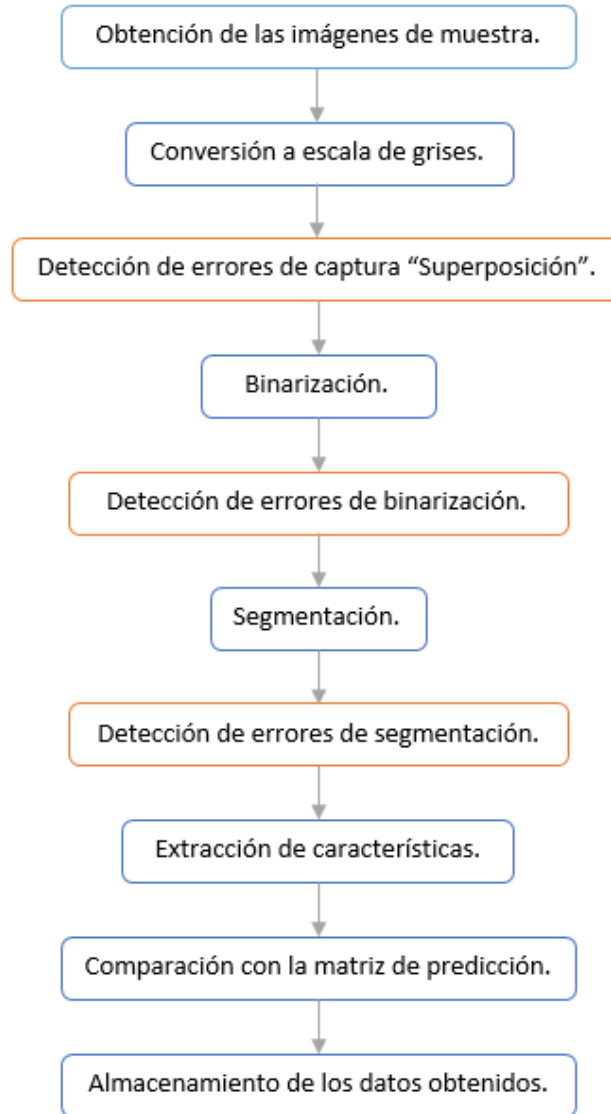 Obtención de las imágenes de muestra.
Conversión a escala de grises.
Detección de errores de captura “Superposición”.
Binarización.
Detección de errores de binarización.
Segmentación.
Detección de errores de segmentación.
Extracción de características.
Comparación con la matriz de predicción.
Almacenamiento de los datos obtenidos.